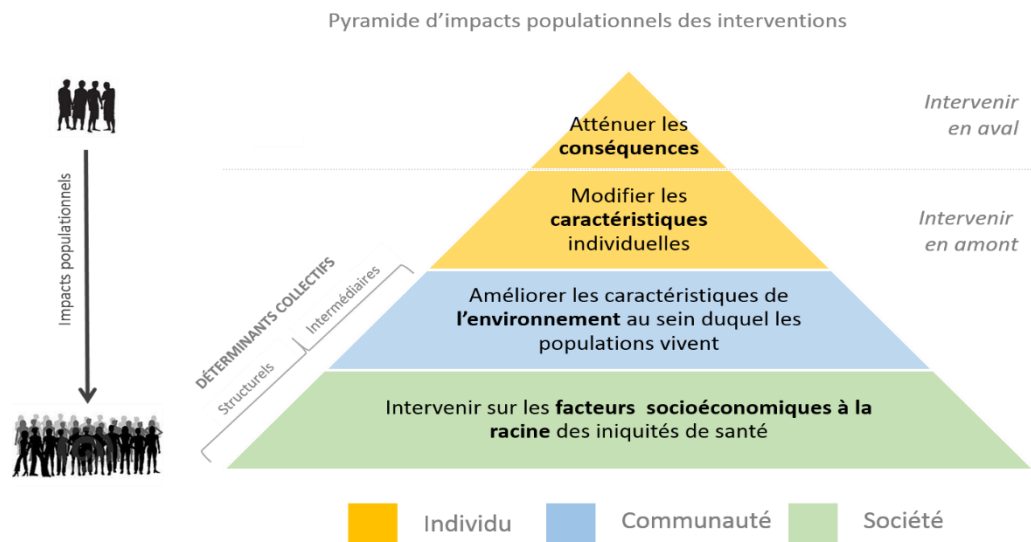 Pyramide d’impacts populationnels des interventions
Intervenir
en aval
Atténuer les
conséquences
Impacts populationnels
Modifier les
caractéristiques
individuelles
Intervenir
en amont
DÉTERMINANTS COLLECTIFS
Intermédiaires
Structurels
Améliorer les caractéristiques de
l’environnement au sein duquel les
populations vivent
Intervenir sur les facteurs socioéconomiques à la
racine des iniquités de santé
Individu
Communauté
Société